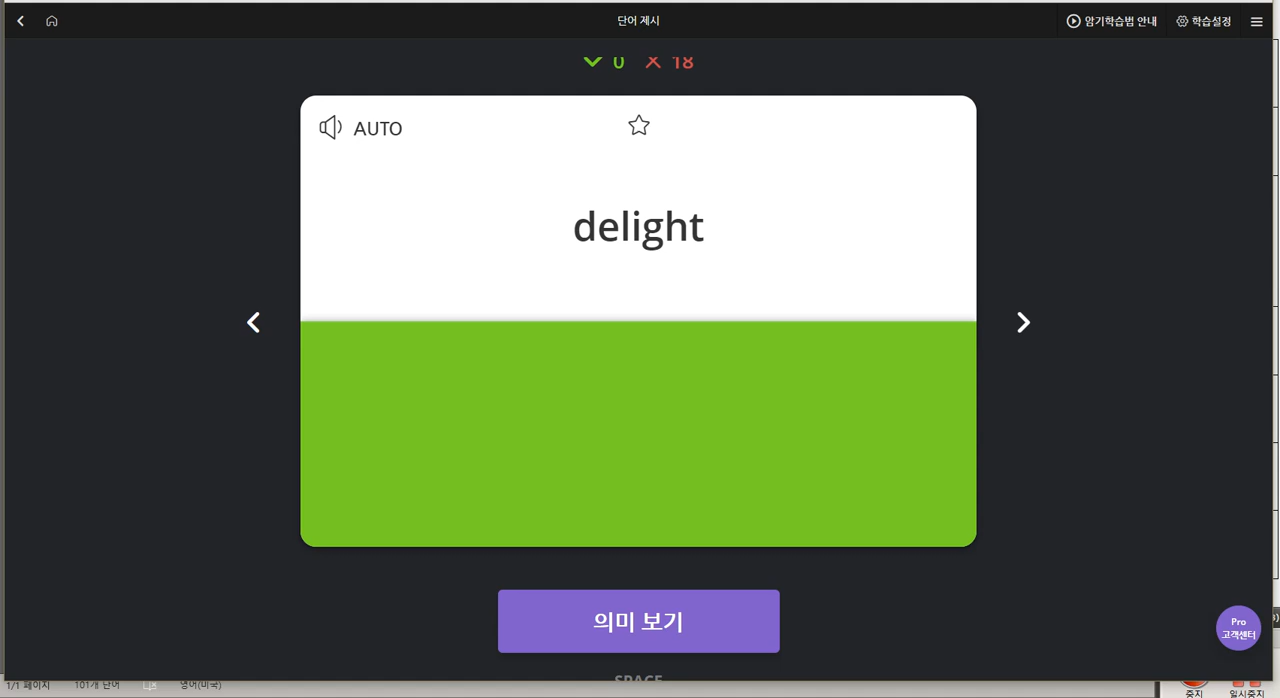 단어 제시
암기학습법 안내
학습설정
0
18
AUTO
delight
의미 보기
Pro
고객센터
SPACE
1/1 페이지
101개 단어
영어(미국)
중지
일시중지